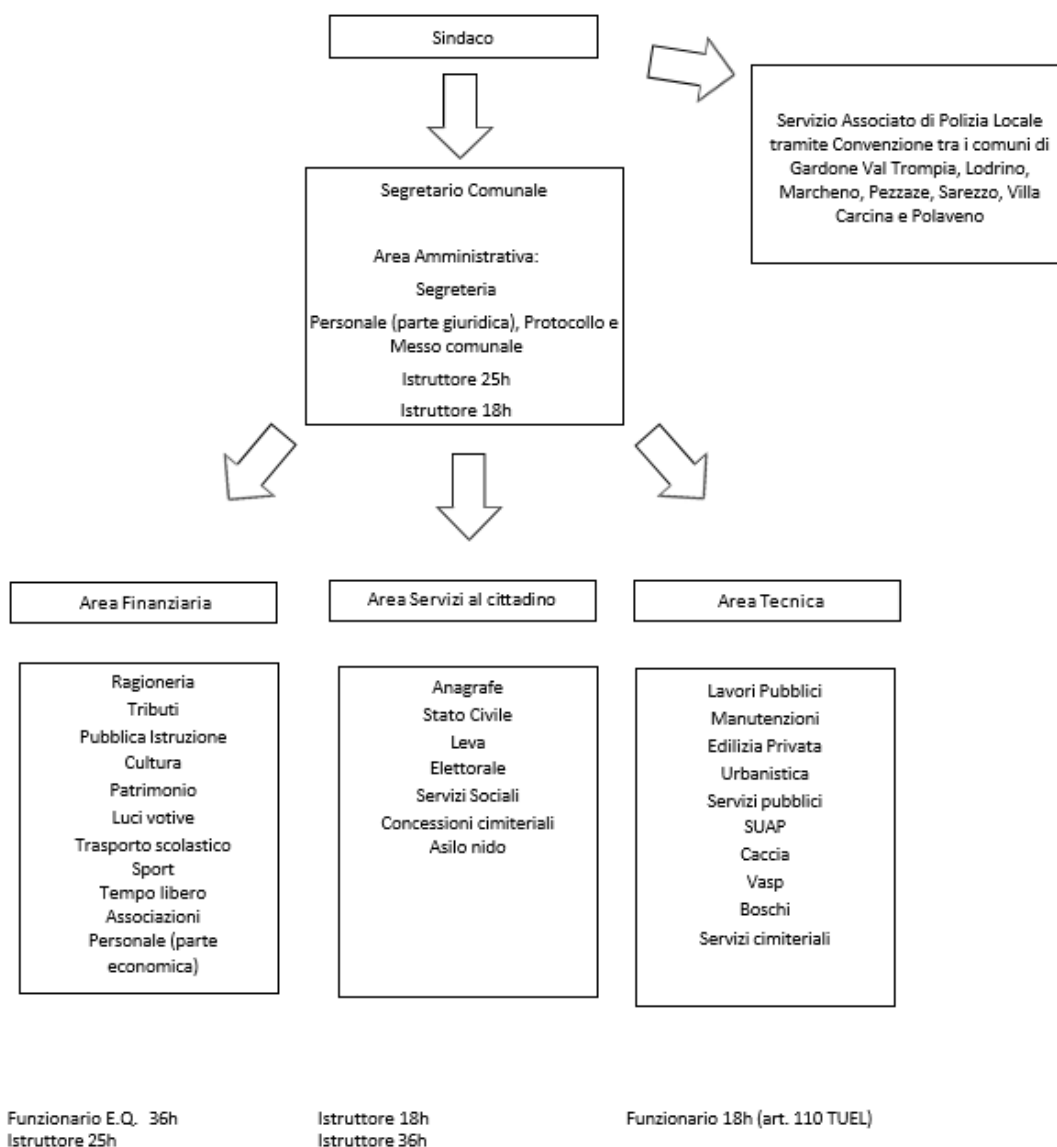 Sindaco
Servizio Associato di Polizia Locale
tramite Convenzione tra i comuni di
Gardone Val Trompia, Lodrino,
Marcheno, Pezzaze, Sarezzo, Villa
Carcina e Polaveno
Segretario Comunale
Area Amministrativa:
Segreteria
Personale (parte giuridica), Protocollo e
Messo comunale
Istruttore 25h
Istruttore 18h
Area Finanziaria
Ragioneria
Tributi
Pubblica Istruzione
Cultura
Patrimonio
Luci votive
Trasporto scolastico
Sport
Tempo libero
Associazioni
Personale (parte
economica)
Funzionario E.Q. 36h
Istruttore 25h
Area Servizi al cittadino
Anagrafe
Stato Civile
Leva
Elettorale
Servizi Sociali
Concessioni cimiteriali
Asilo nido
Istruttore 18h
Istruttore 36h
Area Tecnica
Lavori Pubblici
Manutenzioni
Edilizia Privata
Urbanistica
Servizi pubblici
SUAP
Caccia
Vasp
Boschi
Servizi cimiteriali
Funzionario 18h (art. 110 TUEL)